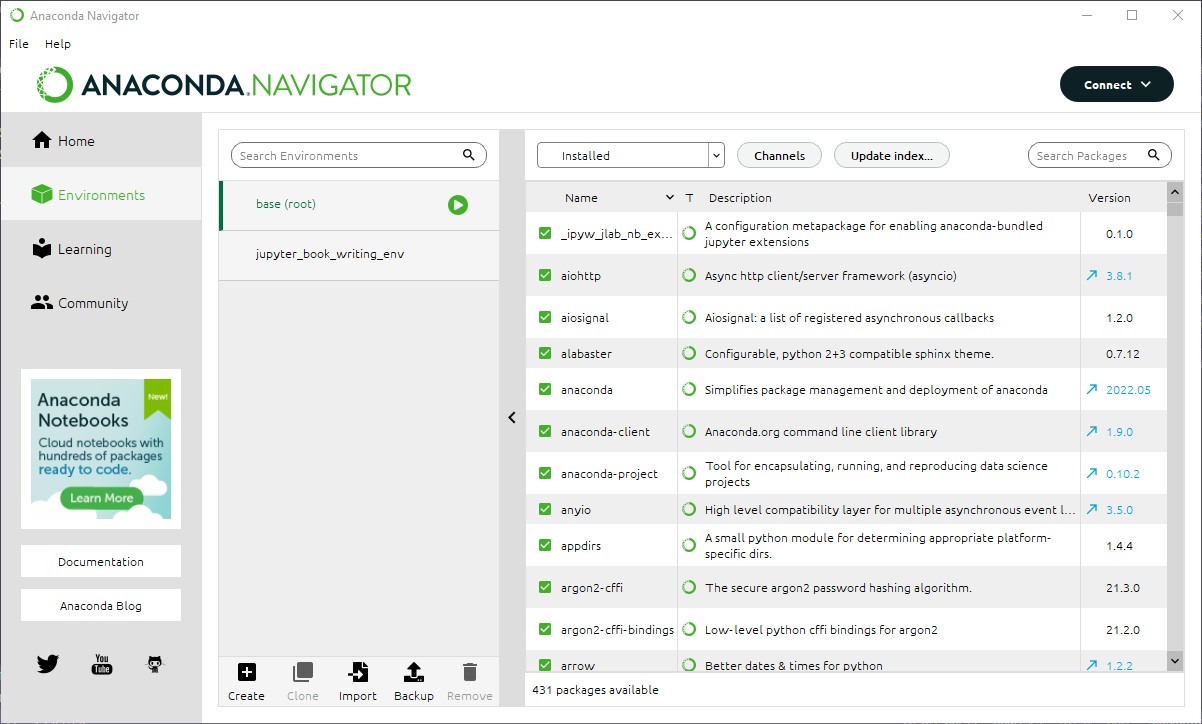 Anaconda Navigator
File Help
ANACONDA.NAVIGATOR
Connect
Home
Environments
Learning
Community
Anaconda
Notebooks
New!
Cloud notebooks with
hundreds of packages
ready to code.
Learn More
Documentation
Anaconda Blog
You
Tube
Search Environments
base (root)
jupyter_book_writing_env
Create Clone Import Backup Remove
Installed Channels Update index... Search Packages
Name T Description Version
_ipyw_jlab_nb_ex... A configuration metapackage for enabling anaconda-bundled
jupyter extensions 0.1.0
aiohttp Async http client/server framework (asyncio) 3.8.1
aiosignal Aiosignal: a list of registered asynchronous callbacks 1.2.0
alabaster Configurable, python 2+3 compatible sphinx theme. 0.7.12
anaconda Simplifies package management and deployment of anaconda 2022.05
anaconda-client Anaconda.org command line client library 1.9.0
anaconda-project Tool for encapsulating, running, and reproducing data science
projects 0.10.2
anyio High level compatibility layer for multiple asynchronous event l... 3.5.0
appdirs A small python module for determining appropriate platform-
specific dirs. 1.4.4
argon2-cffi The secure argon2 password hashing algorithm. 21.3.0
argon2-cffi-bindings Low-level python cffi bindings for argon2 21.2.0
arrow Better dates & times for python 1.2.2
431 packages available